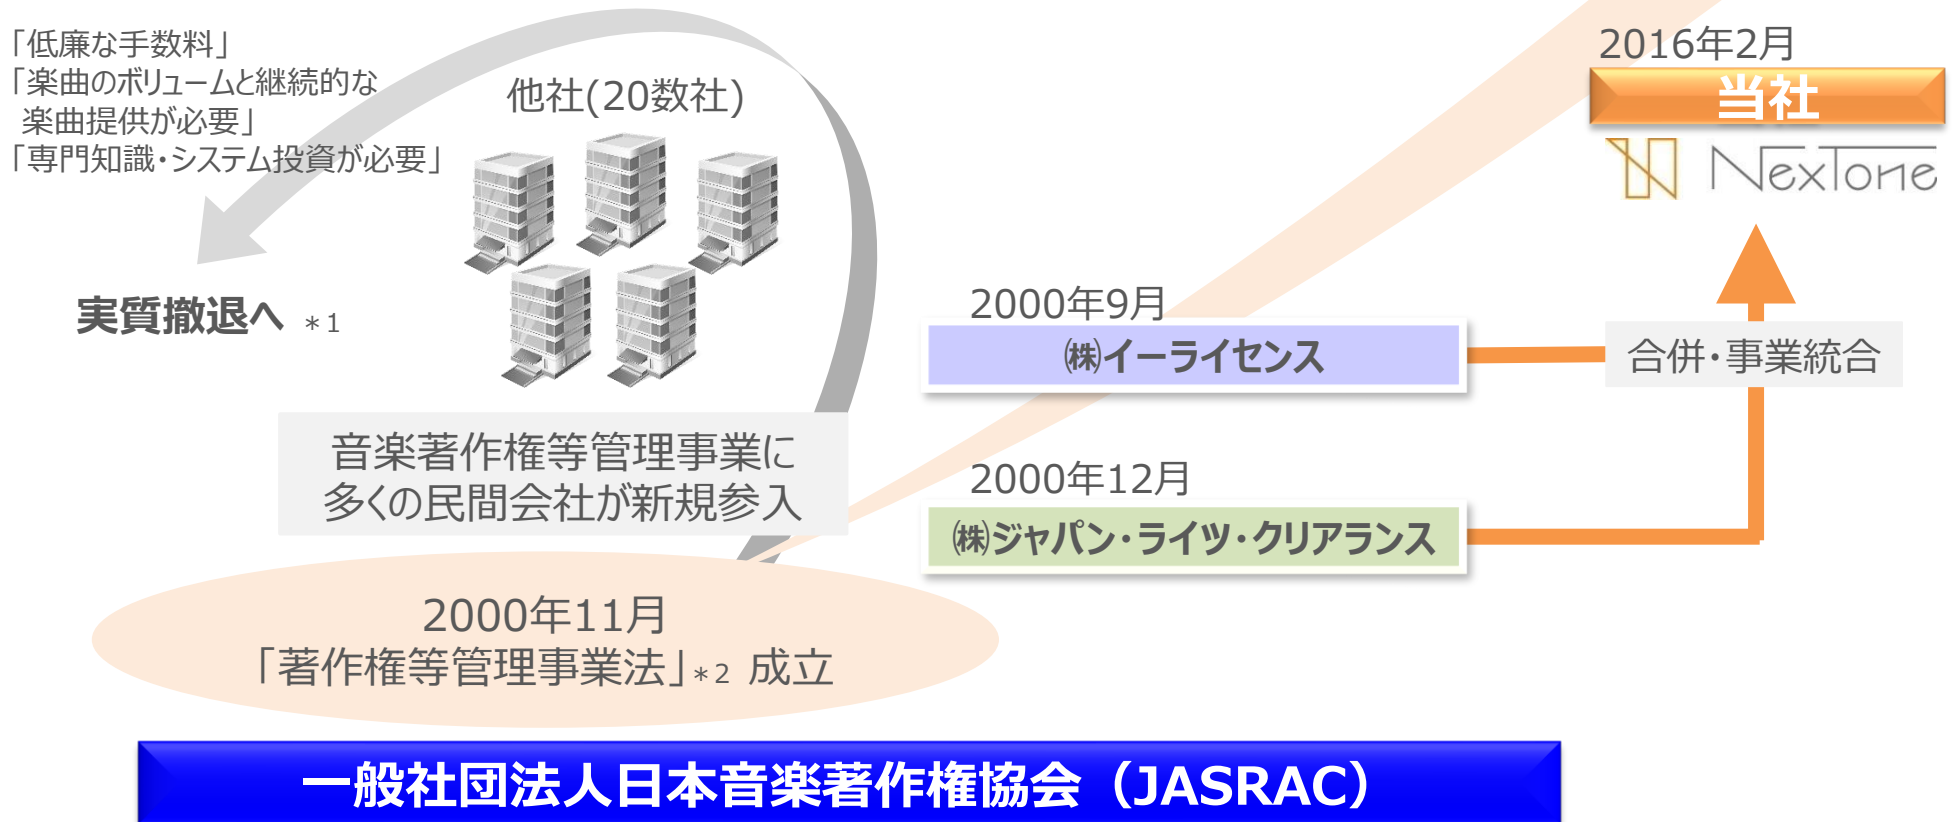 「低廉な手数料」
「楽曲のボリュームと継続的な
楽曲提供が必要」
「専門知識・システム投資が必要」
他社(20数社)
実質撤退へ *1
音楽著作権等管理事業に
多くの民間会社が新規参入
2000年11月
「著作権等管理事業法」*2 成立
2000年9月
㈱イーライセンス
2000年12月
㈱ジャパン・ライツ・クリアランス
合併・事業統合
2016年2月
当社
NexTone
一般社団法人日本音楽著作権協会（JASRAC）